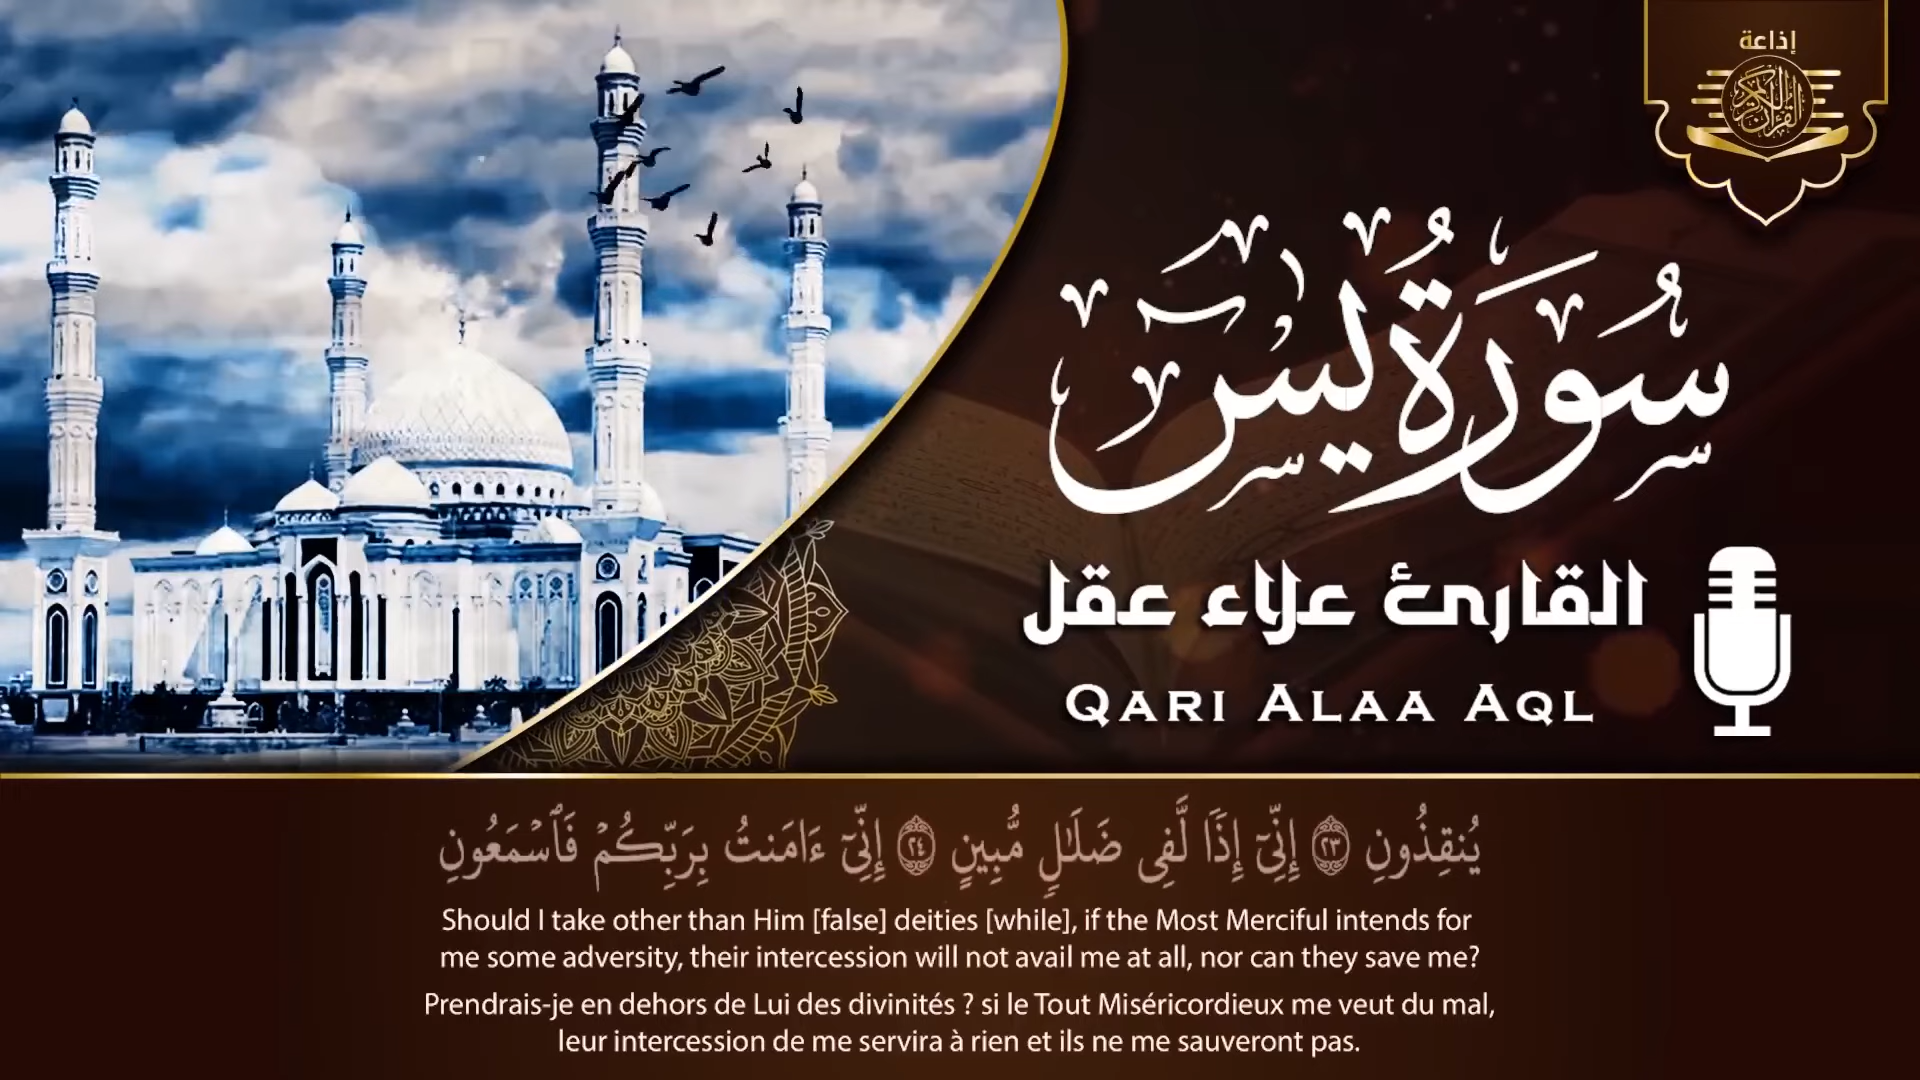 إذاعة
القرآن الكريم
سُورَةُ يسٓ
القارئ علاء عقل
QARI ALAA AQL
يُنقِذُونِ ٢٣ إِنِّىٓ إِذًا لَّفِى ضَلَـٰلٍ مُّبِينٍ ٢٤ إِنِّىٓ ءَامَنتُ بِرَبِّكُمْ فَٱسْمَعُونِ
Should I take other than Him [false] deities [while], if the Most Merciful intends for
me some adversity, their intercession will not avail me at all, nor can they save me?
Prendrais-je en dehors de Lui des divinités ? si le Tout Miséricordieux me veut du mal,
leur intercession de me servira à rien et ils ne me sauveront pas.